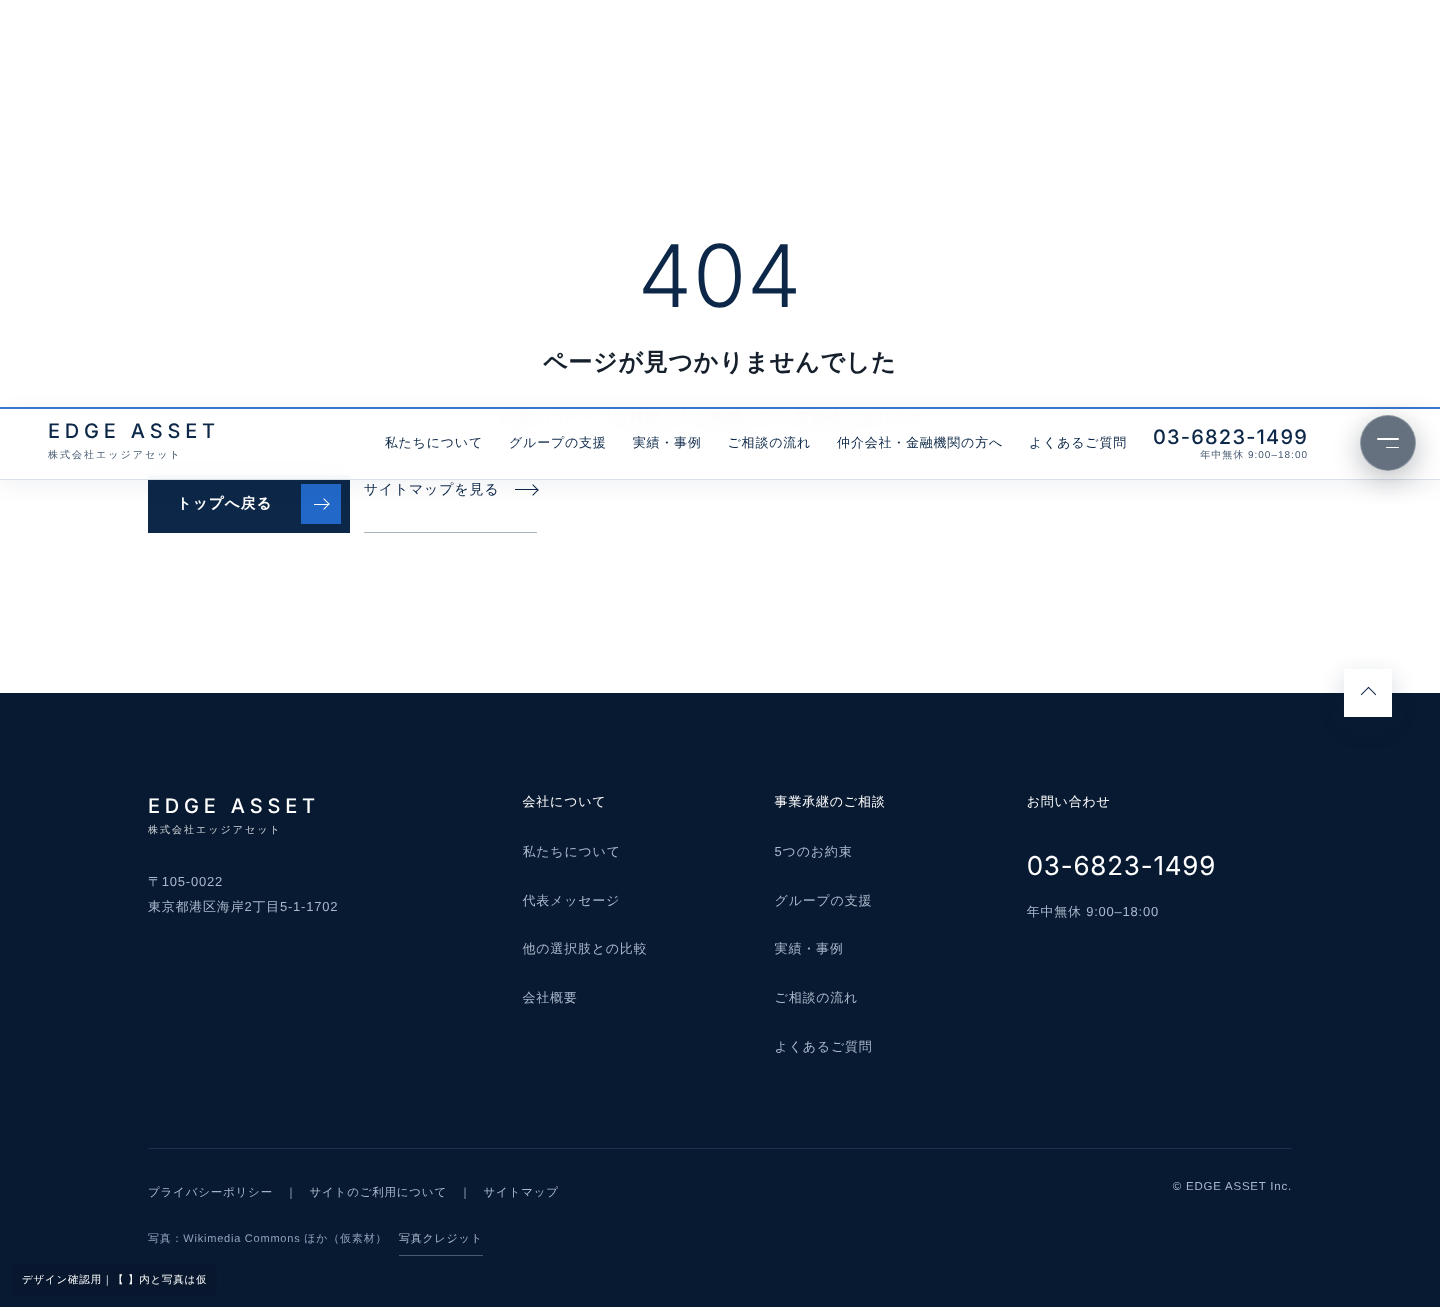 404
ページが見つかりませんでした
EDGE ASSET
株式会社エッジアセット
私たちについて
グループの支援
実績・事例
ご相談の流れ
仲介会社・金融機関の方へ
よくあるご質問
03-6823-1499
年中無休 9:00–18:00
トップへ戻る
サイトマップを見る
EDGE ASSET
株式会社エッジアセット
〒105-0022
東京都港区海岸2丁目5-1-1702
会社について
私たちについて
代表メッセージ
他の選択肢との比較
会社概要
事業承継のご相談
5つのお約束
グループの支援
実績・事例
ご相談の流れ
よくあるご質問
お問い合わせ
03-6823-1499
年中無休 9:00–18:00
プライバシーポリシー ｜ サイトのご利用について ｜ サイトマップ
© EDGE ASSET Inc.
写真：Wikimedia Commons ほか（仮素材） 写真クレジット
デザイン確認用｜【 】内と写真は仮